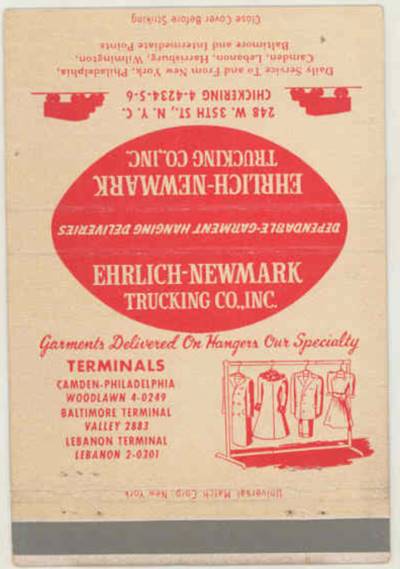 Close Cover Before Striking
Daily Service To and From New York, Philadelphia,
Camden, Lebanon, Harrisburg, Wilmington,
Baltimore and Intermediate Points
CHICKERING 4-4234-5-6
248 W. 35TH ST., N. Y. C.
EHRLICH-NEWMARK
TRUCKING CO., INC.
DEPENDABLE-GARMENT HANGING DELIVERIES
EHRLICH-NEWMARK
TRUCKING CO., INC.
Garments Delivered On Hangers Our Specialty
TERMINALS
CAMDEN-PHILADELPHIA
WOODLAWN 4-0249
BALTIMORE TERMINAL
VALLEY 2883
LEBANON TERMINAL
LEBANON 2-0301
Universal Match Corp., New York